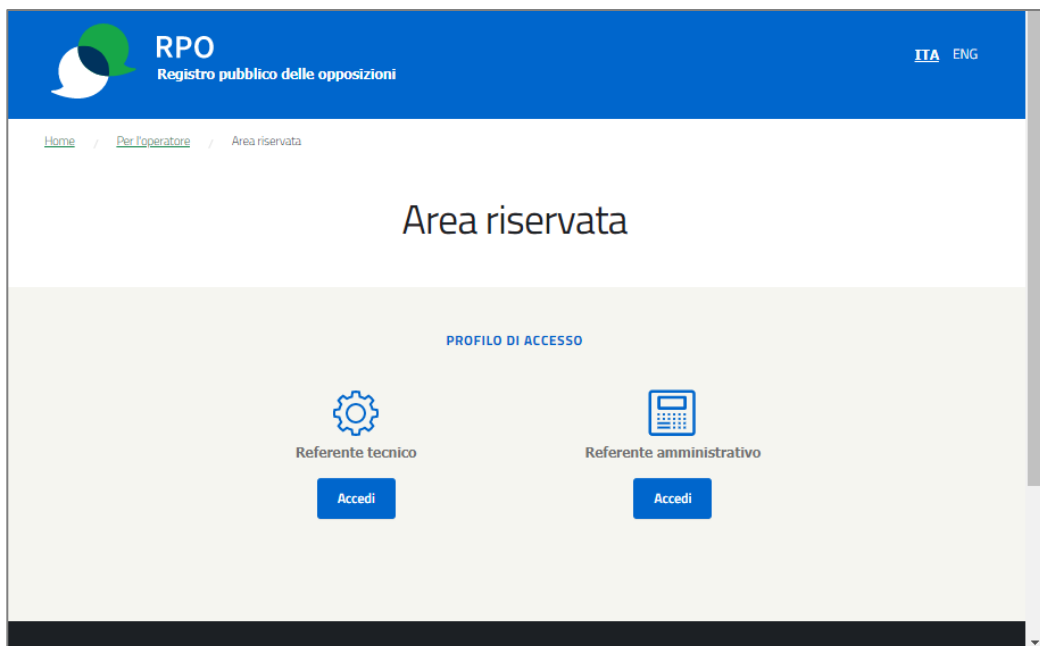 RPO
Registro pubblico delle opposizioni
ITA ENG
Home / Per l'operatore / Area riservata
Area riservata
PROFILO DI ACCESSO
Referente tecnico
Referente amministrativo
Accedi
Accedi